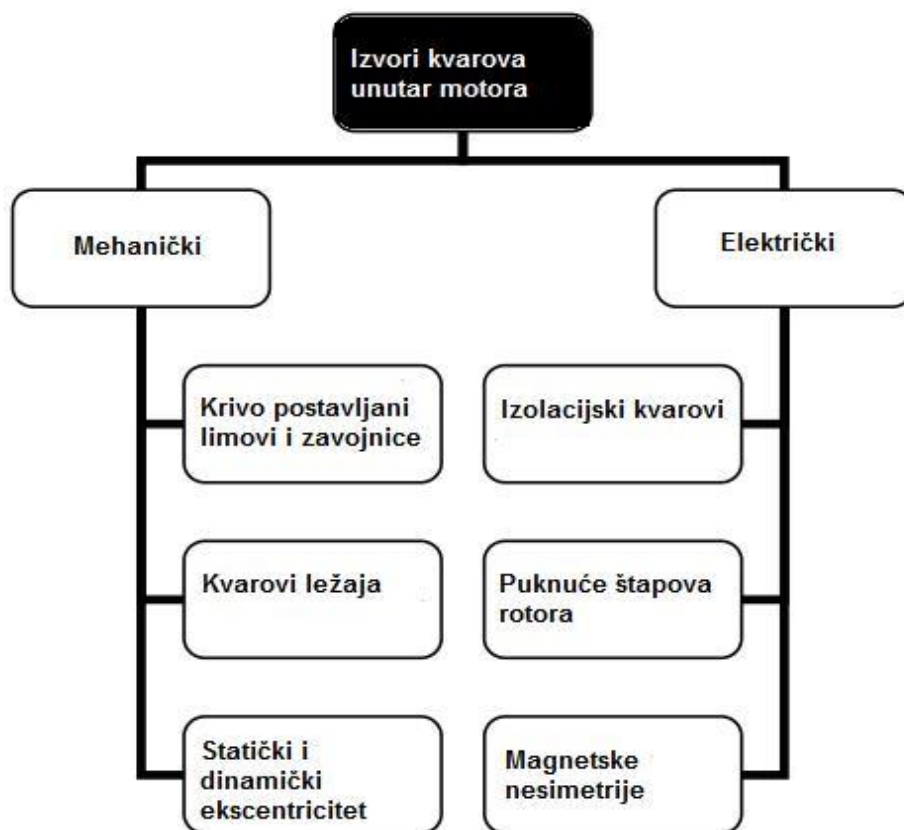 Izvori kvarova
unutar motora
Mehanički
Električki
Krivo postavljani
limovi i zavojnice
Izolacijski kvarovi
Kvarovi ležaja
Puknuće štapova
rotora
Statički i
dinamički
ekscentricitet
Magnetske
nesimetrije